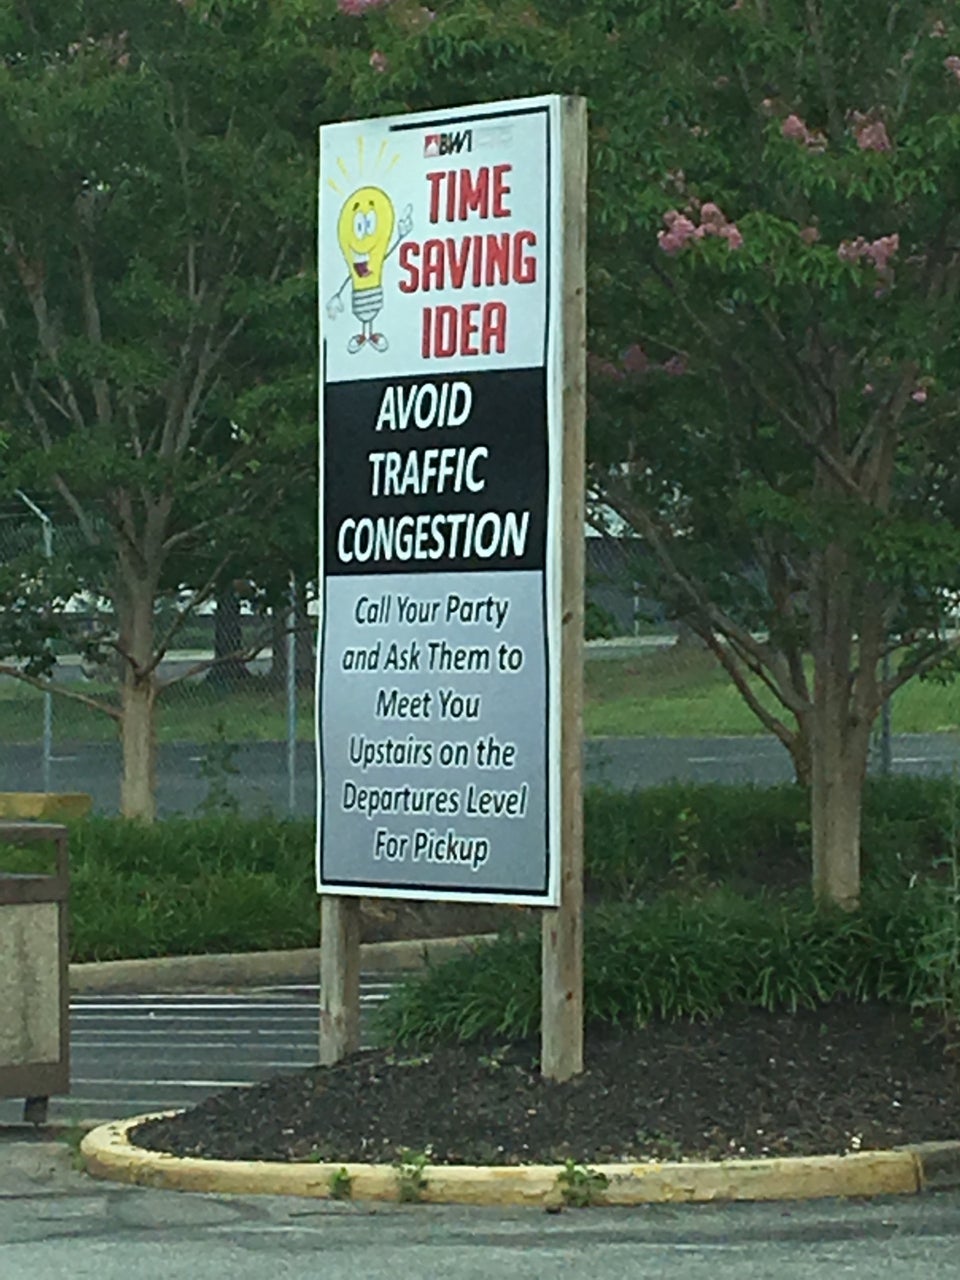 BWI
TIME
SAVING
IDEA
AVOID
TRAFFIC
CONGESTION
Call Your Party
and Ask Them to
Meet You
Upstairs on the
Departures Level
For Pickup